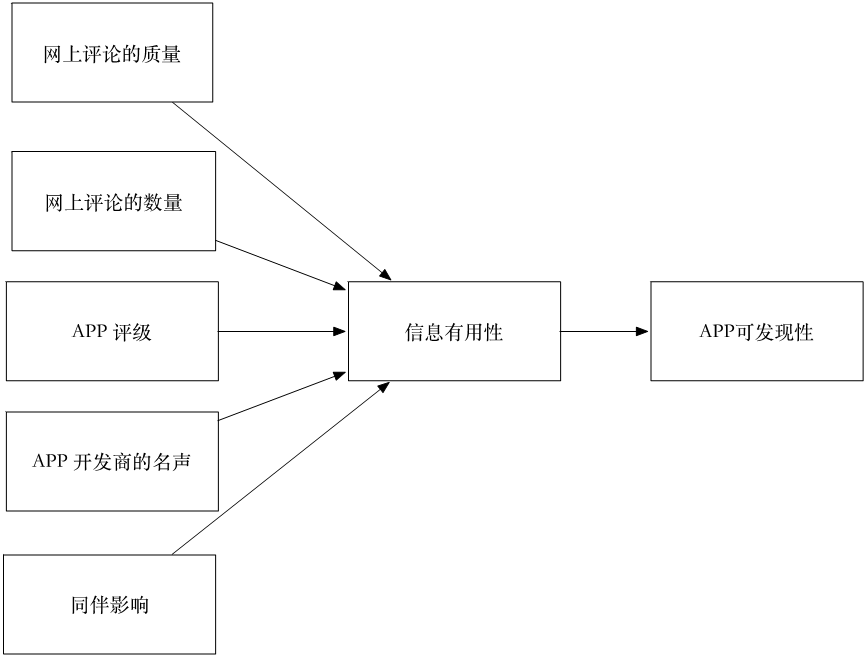 网上评论的质量
网上评论的数量
APP 评级
APP 开发商的名声
同伴影响
信息有用性
APP可发现性